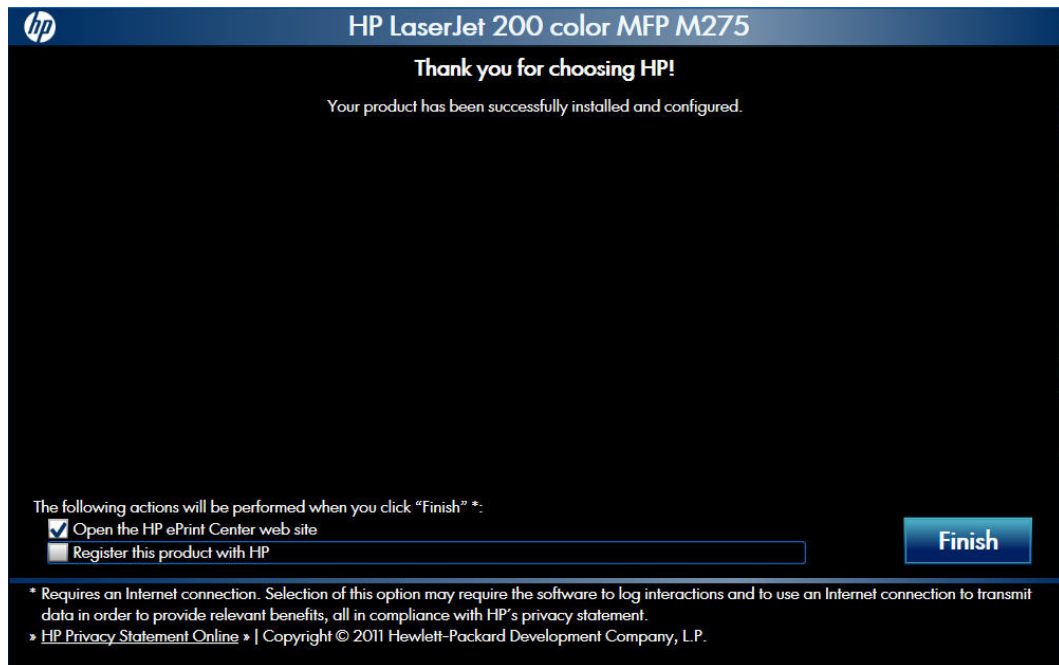 hp
HP LaserJet 200 color MFP M275
Thank you for choosing HP!
Your product has been successfully installed and configured.
The following actions will be performed when you click “Finish” *:
Open the HP ePrint Center web site
Register this product with HP
Finish
* Requires an Internet connection. Selection of this option may require the software to log interactions and to use an Internet connection to transmit
data in order to provide relevant benefits, all in compliance with HP´s privacy statement.
» HP Privacy Statement Online » | Copyright © 2011 Hewlett-Packard Development Company, L.P.